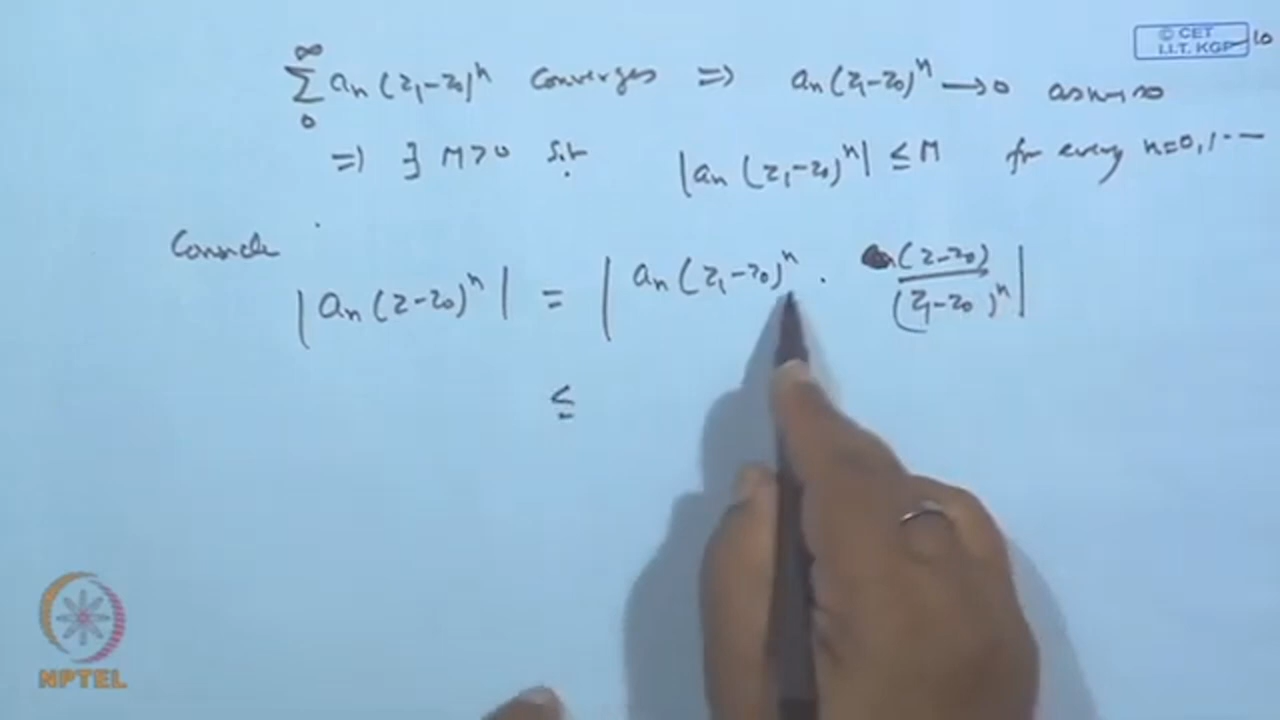 © CET
I.I.T. KGP
10
∞
∑ an (z1-z0)^n Converges => an (z1-z0)^n → 0 as n→∞
0
=> ∃ M>0 s.t. |an (z1-z0)^n| ≤ M for every n=0,1---
Consider
|an (z-z0)^n| = | an (z1-z0)^n . (z-z0) / (z1-z0)^n |
≤
NPTEL